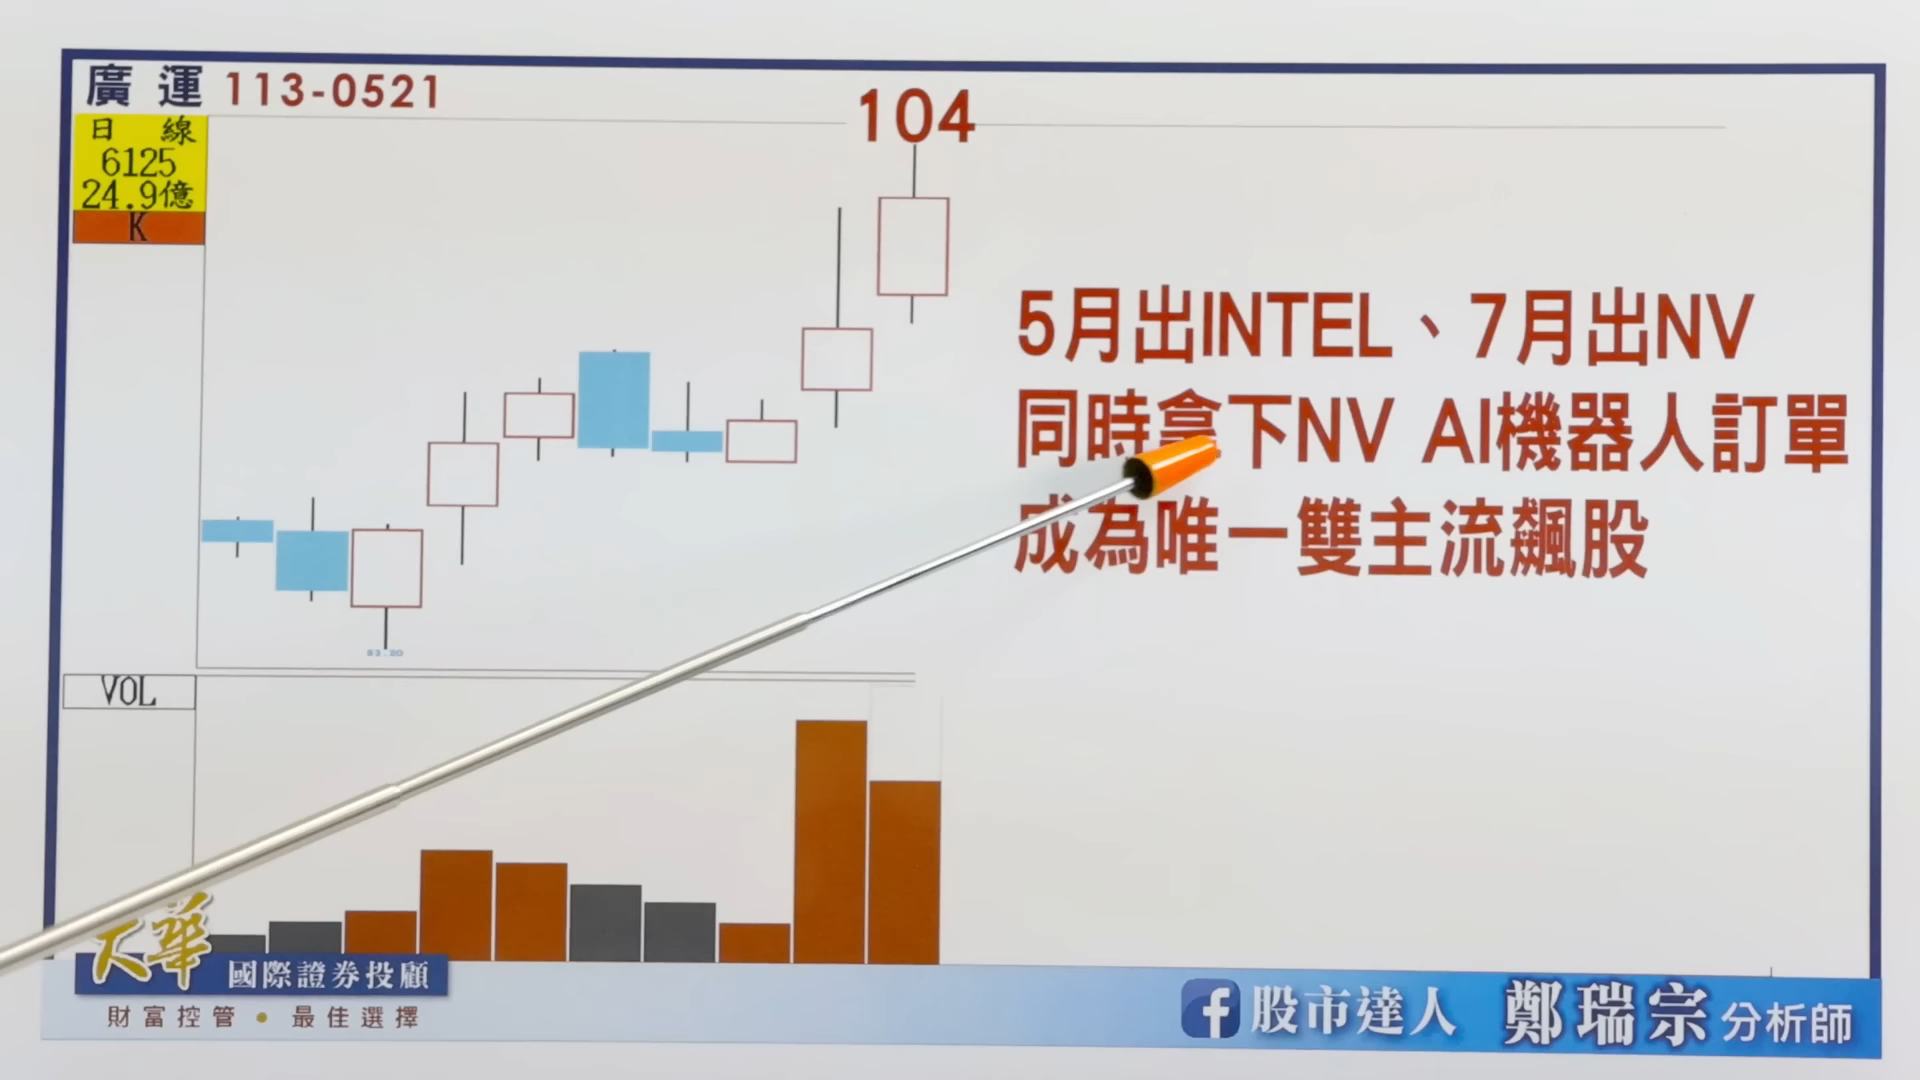 廣運 113-0521
104
日 線
6125
24.9億
K
5月出INTEL、7月出NV
同時拿下NV AI機器人訂單
成為唯一雙主流飆股
VOL
大華
國際證券投顧
財富控管・最佳選擇
f 股市達人 鄭瑞宗 分析師